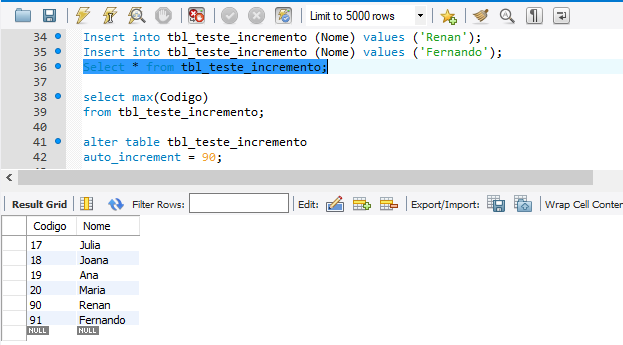 Limit to 5000 rows
34 Insert into tbl_teste_incremento (Nome) values ('Renan');
35 Insert into tbl_teste_incremento (Nome) values ('Fernando');
36 Select * from tbl_teste_incremento;
37
38 select max(Codigo)
39 from tbl_teste_incremento;
40
41 alter table tbl_teste_incremento
42 auto_increment = 90;
Result Grid Filter Rows: Edit: Export/Import: Wrap Cell Conter
Codigo Nome
17 Julia
18 Joana
19 Ana
20 Maria
90 Renan
91 Fernando
NULL NULL